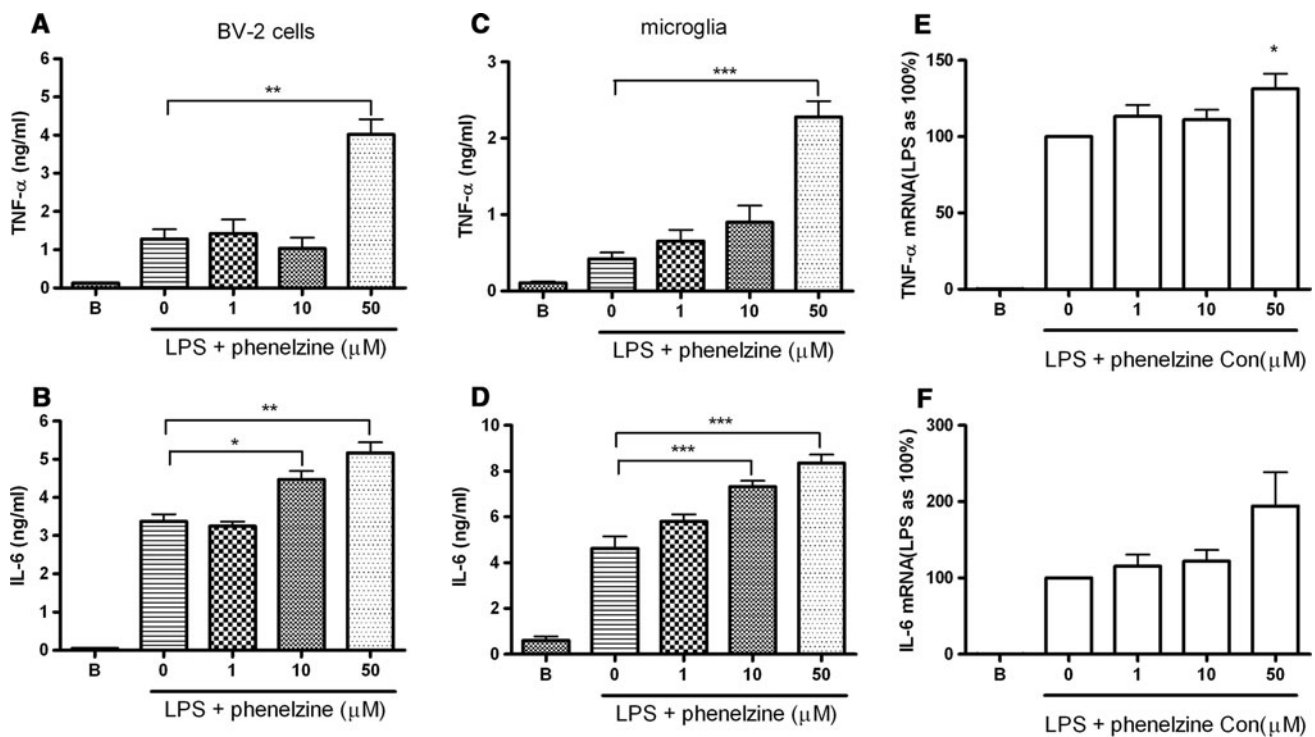 A
BV-2 cells
6
5
4
3
2
1
0
TNF-α (ng/ml)
**
B
0
1
10
50
LPS + phenelzine (μM)
C
microglia
3
2
1
0
TNF-α (ng/ml)
***
B
0
1
10
50
LPS + phenelzine (μM)
E
150
100
50
0
TNF-α mRNA(LPS as 100%)
*
B
0
1
10
50
LPS + phenelzine Con(μM)
B
6
5
4
3
2
1
0
IL-6 (ng/ml)
**
*
B
0
1
10
50
LPS + phenelzine (μM)
D
10
8
6
4
2
0
IL-6 (ng/ml)
***
***
B
0
1
10
50
LPS + phenelzine (μM)
F
300
200
100
0
IL-6 mRNA(LPS as 100%)
B
0
1
10
50
LPS + phenelzine Con(μM)